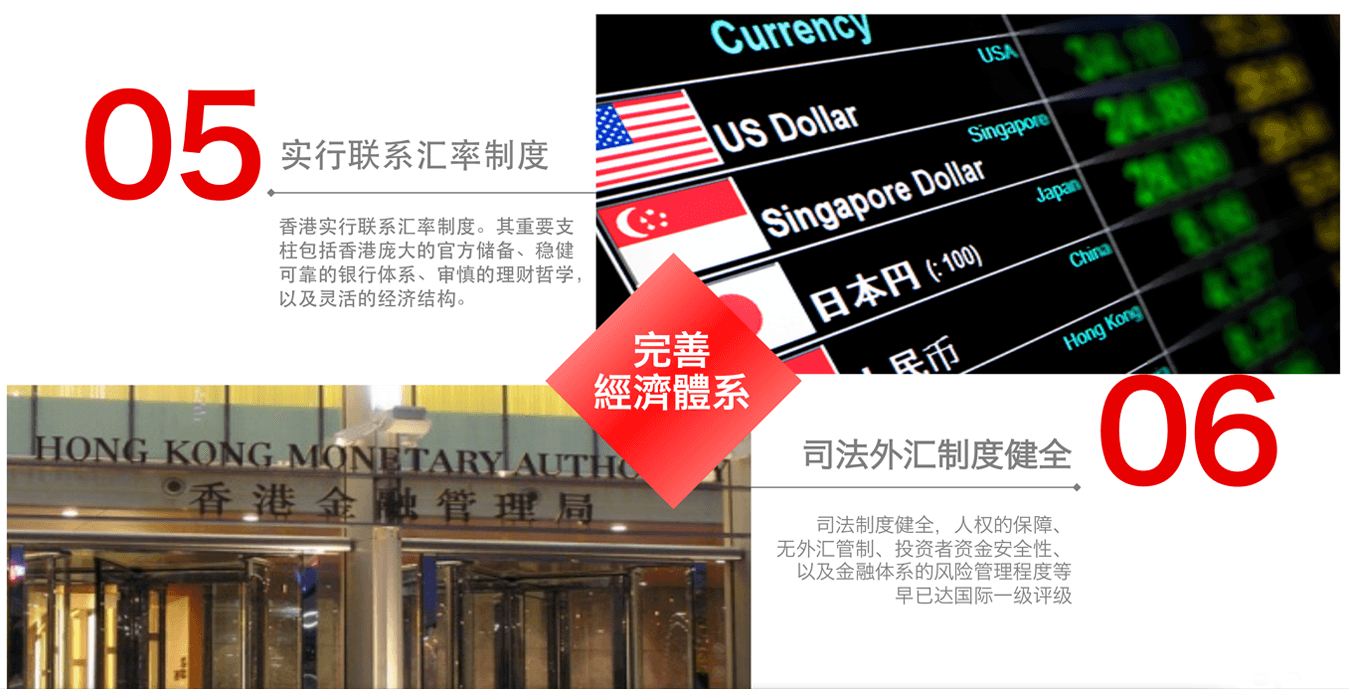 05
实行联系汇率制度
香港实行联系汇率制度。其重要支
柱包括香港庞大的官方储备、稳健
可靠的银行体系、审慎的理财哲学，
以及灵活的经济结构。
Currency
USA
US Dollar
Singapore
Singapore Dollar
Japan
日本円 (:100)
China
人民币
Hong Kong
完善
經濟體系
HONG KONG MONETARY AUTHORITY
香港金融管理局
06
司法外汇制度健全
司法制度健全，人权的保障、
无外汇管制、投资者资金安全性、
以及金融体系的风险管理程度等
早已达国际一级评级